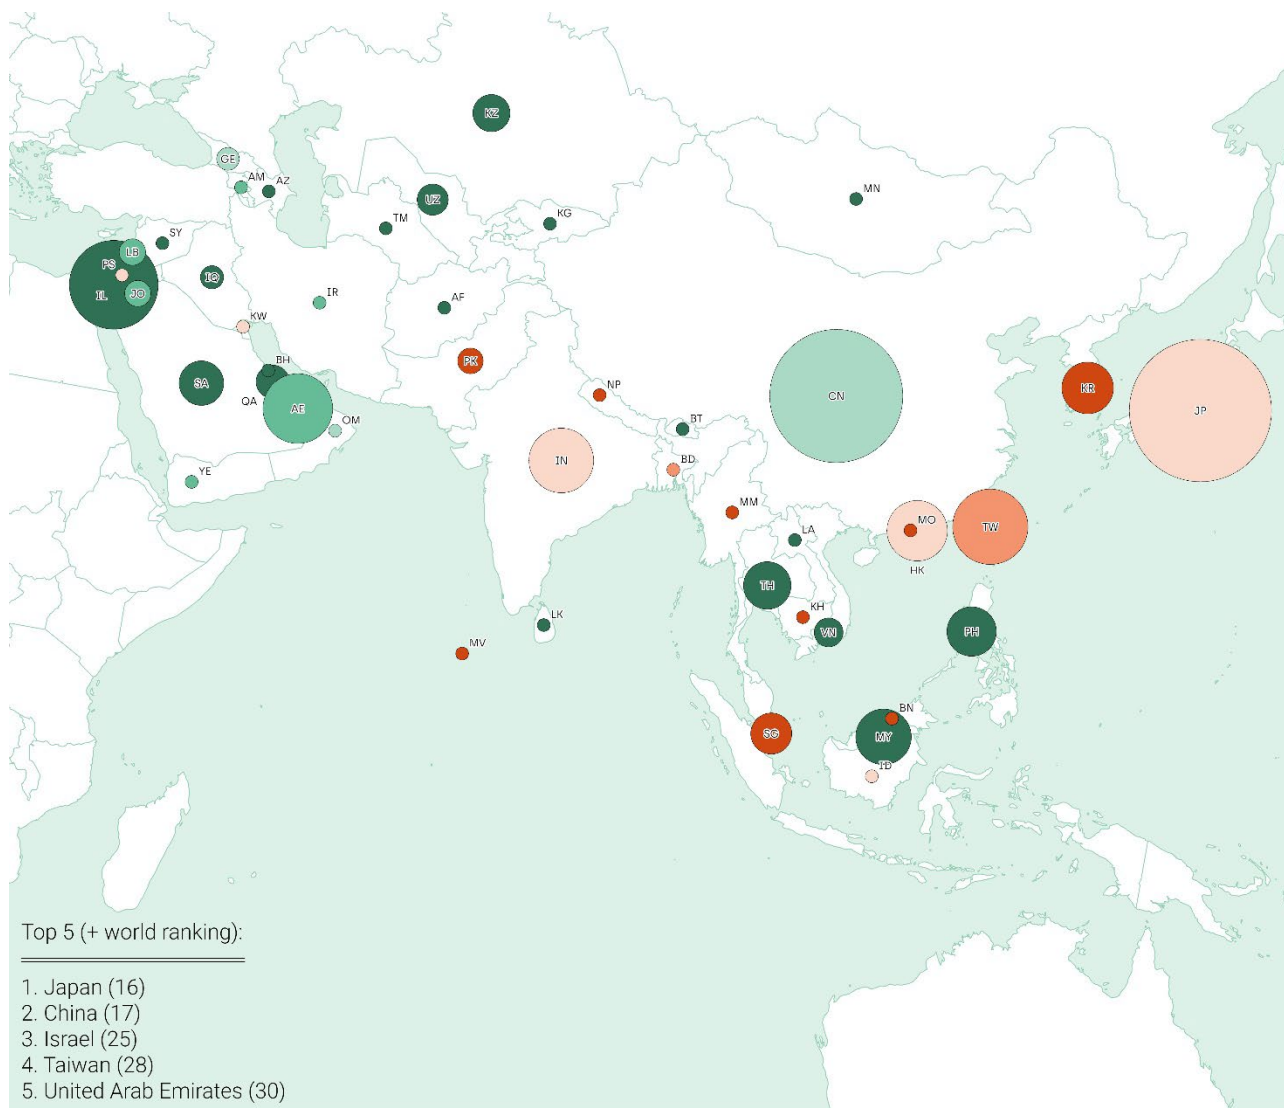 KZ
GE
AM
AZ
UZ
TM
KG
MN
SY
LB
PS
IL
JO
IQ
IR
AF
KW
PK
BH
SA
QA
AE
OM
YE
NP
BT
IN
BD
CN
KR
JP
MM
LA
MO
HK
TW
TH
KH
VN
PH
LK
MV
SG
BN
MY
ID
Top 5 (+ world ranking):
1. Japan (16)
2. China (17)
3. Israel (25)
4. Taiwan (28)
5. United Arab Emirates (30)